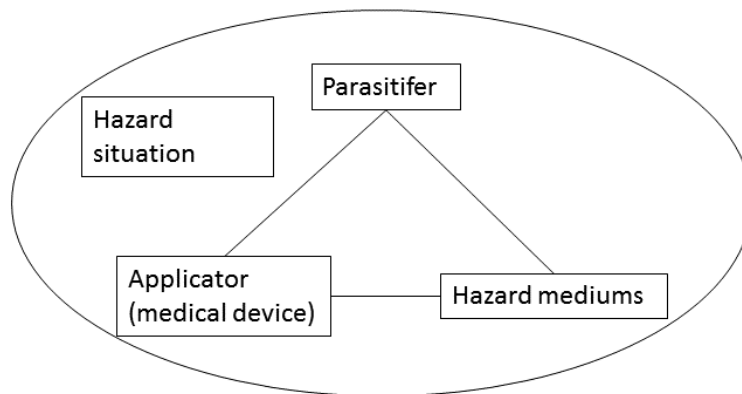 Parasitifer
Hazard
situation
Applicator
(medical device)
Hazard mediums